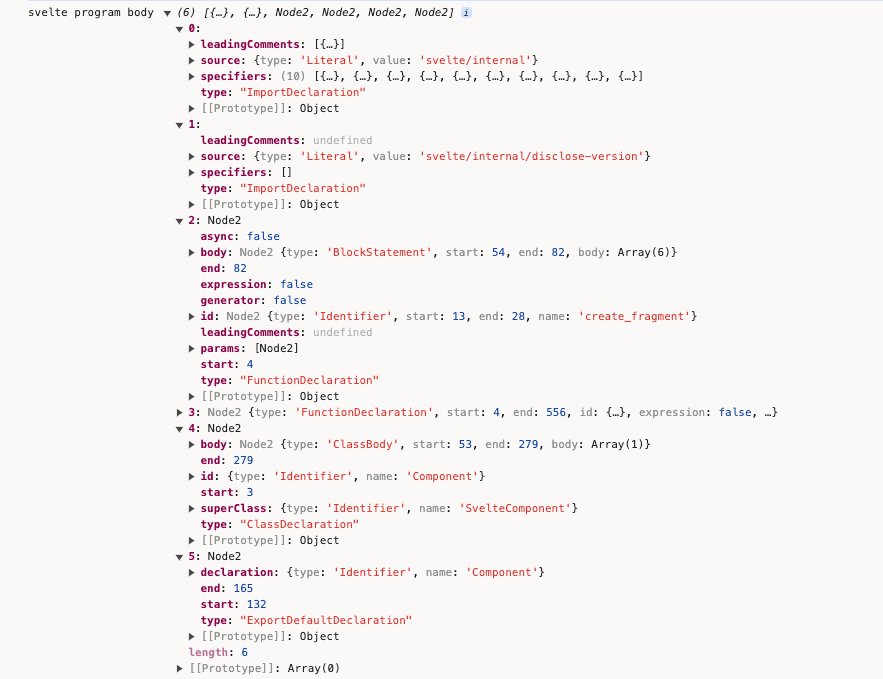 svelte program body ▼ (6) [{…}, {…}, Node2, Node2, Node2, Node2] i
▼ 0:
▶ leadingComments: [{…}]
▶ source: {type: 'Literal', value: 'svelte/internal'}
▶ specifiers: (10) [{…}, {…}, {…}, {…}, {…}, {…}, {…}, {…}, {…}, {…}]
type: "ImportDeclaration"
▶ [[Prototype]]: Object
▼ 1:
leadingComments: undefined
▶ source: {type: 'Literal', value: 'svelte/internal/disclose-version'}
▶ specifiers: []
type: "ImportDeclaration"
▶ [[Prototype]]: Object
▼ 2: Node2
async: false
▶ body: Node2 {type: 'BlockStatement', start: 54, end: 82, body: Array(6)}
end: 82
expression: false
generator: false
▶ id: Node2 {type: 'Identifier', start: 13, end: 28, name: 'create_fragment'}
leadingComments: undefined
▶ params: [Node2]
start: 4
type: "FunctionDeclaration"
▶ [[Prototype]]: Object
▶ 3: Node2 {type: 'FunctionDeclaration', start: 4, end: 556, id: {…}, expression: false, …}
▼ 4: Node2
▶ body: Node2 {type: 'ClassBody', start: 53, end: 279, body: Array(1)}
end: 279
▶ id: {type: 'Identifier', name: 'Component'}
start: 3
▶ superClass: {type: 'Identifier', name: 'SvelteComponent'}
type: "ClassDeclaration"
▶ [[Prototype]]: Object
▼ 5: Node2
▶ declaration: {type: 'Identifier', name: 'Component'}
end: 165
start: 132
type: "ExportDefaultDeclaration"
▶ [[Prototype]]: Object
length: 6
▶ [[Prototype]]: Array(0)